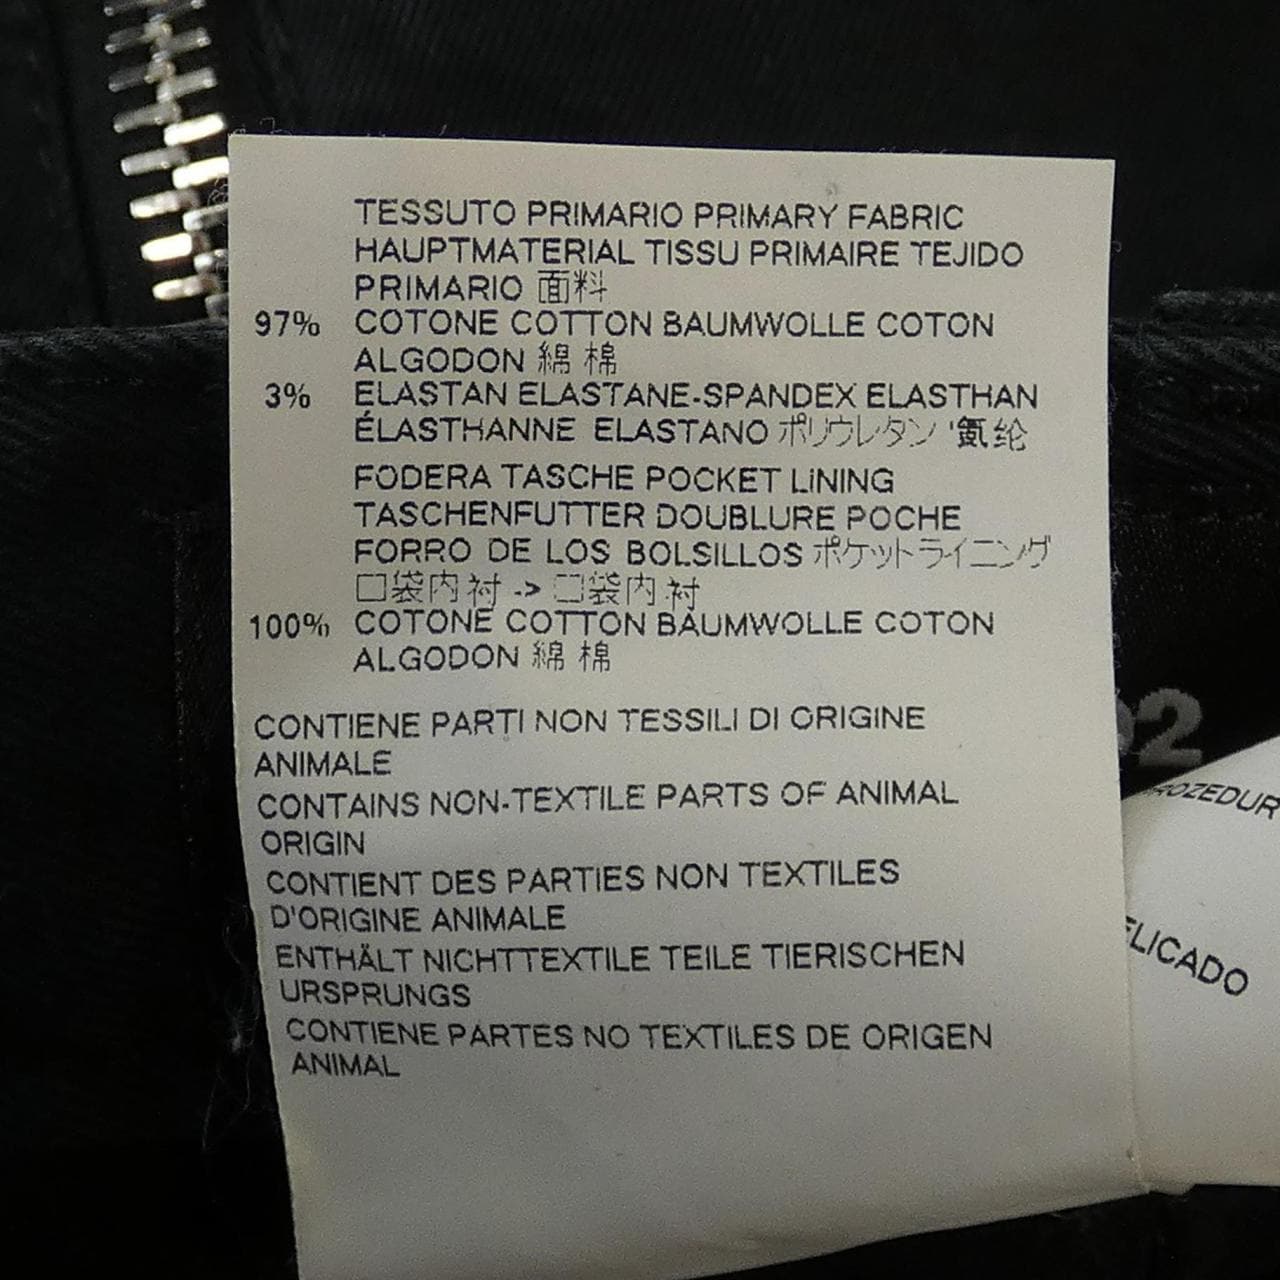 TESSUTO PRIMARIO PRIMARY FABRIC
HAUPTMATERIAL TISSU PRIMAIRE TEJIDO
PRIMARIO 面料
97% COTONE COTTON BAUMWOLLE COTON
ALGODON 綿 棉
3% ELASTAN ELASTANE-SPANDEX ELASTHAN
ÉLASTHANNE ELASTANO ポリウレタン '氨纶
FODERA TASCHE POCKET LINING
TASCHENFUTTER DOUBLURE POCHE
FORRO DE LOS BOLSILLOS ポケットライニング
口袋内衬 -> 口袋内衬
100% COTONE COTTON BAUMWOLLE COTON
ALGODON 綿 棉
CONTIENE PARTI NON TESSILI DI ORIGINE
ANIMALE
CONTAINS NON-TEXTILE PARTS OF ANIMAL
ORIGIN
CONTIENT DES PARTIES NON TEXTILES
D'ORIGINE ANIMALE
ENTHÄLT NICHTTEXTILE TEILE TIERISCHEN
URSPRUNGS
CONTIENE PARTES NO TEXTILES DE ORIGEN
ANIMAL